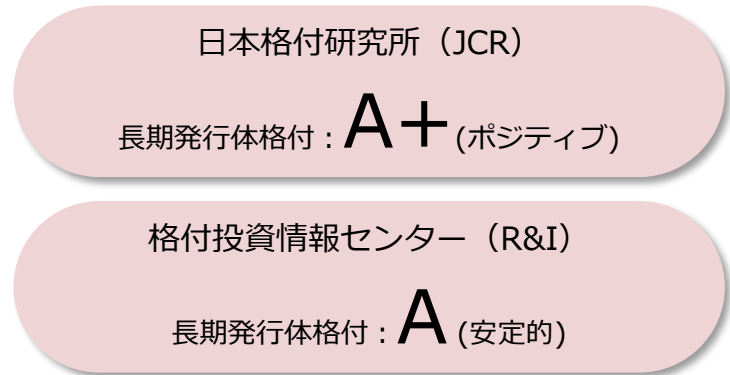 日本格付研究所（JCR）
長期発行体格付：A＋(ポジティブ)
格付投資情報センター（R&I）
長期発行体格付：A (安定的)